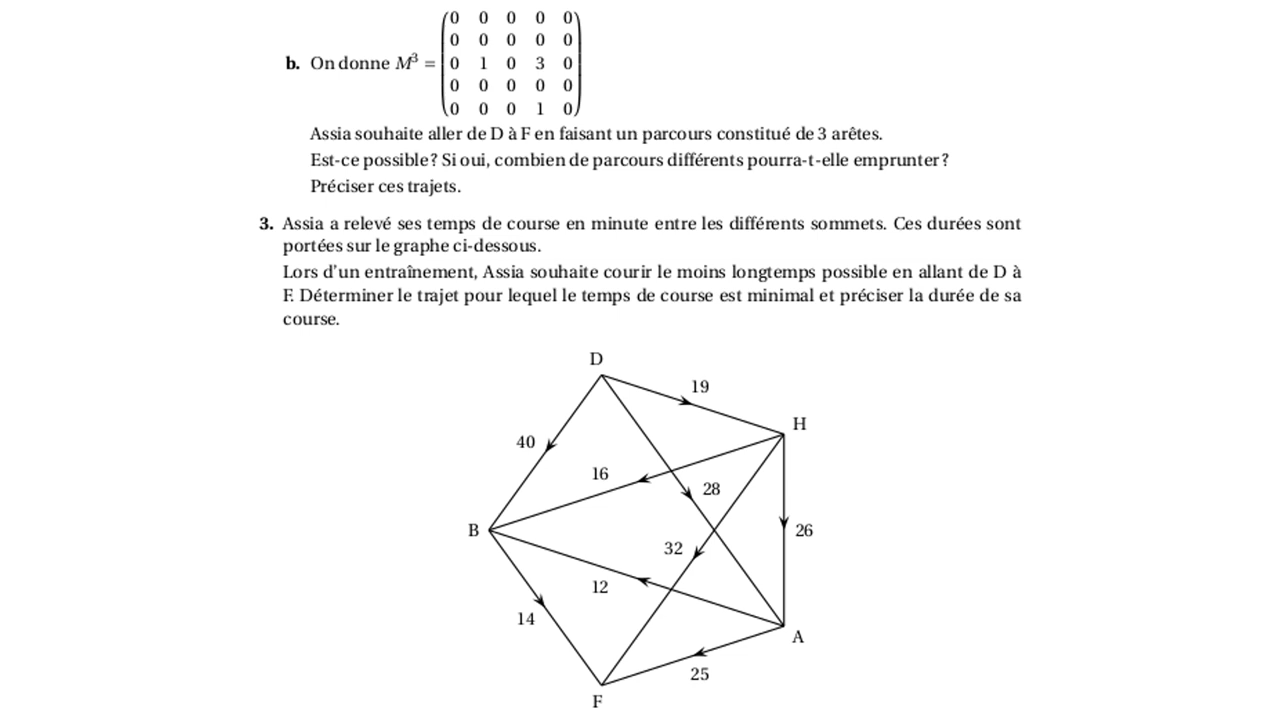 0 0 0 0 0
0 0 0 0 0
b. On donne M³ = 0 1 0 3 0
0 0 0 0 0
0 0 0 1 0
Assia souhaite aller de D à F en faisant un parcours constitué de 3 arêtes.
Est-ce possible? Si oui, combien de parcours différents pourra-t-elle emprunter?
Préciser ces trajets.
3. Assia a relevé ses temps de course en minute entre les différents sommets. Ces durées sont
portées sur le graphe ci-dessous.
Lors d'un entraînement, Assia souhaite courir le moins longtemps possible en allant de D à
F. Déterminer le trajet pour lequel le temps de course est minimal et préciser la durée de sa
course.
D
19
H
40
16
28
B
26
32
12
14
A
25
F